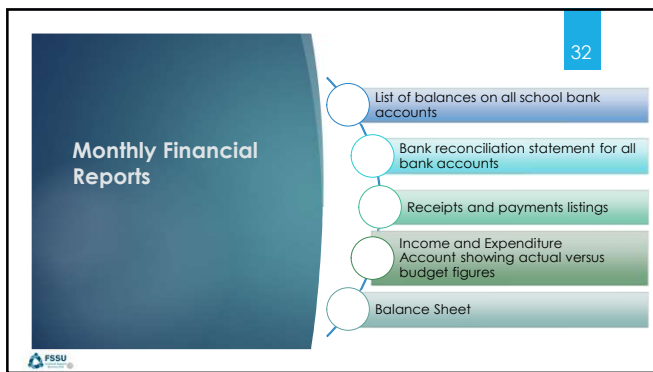 32
Monthly Financial
Reports
List of balances on all school bank
accounts
Bank reconciliation statement for all
bank accounts
Receipts and payments listings
Income and Expenditure
Account showing actual versus
budget figures
Balance Sheet
FSSU